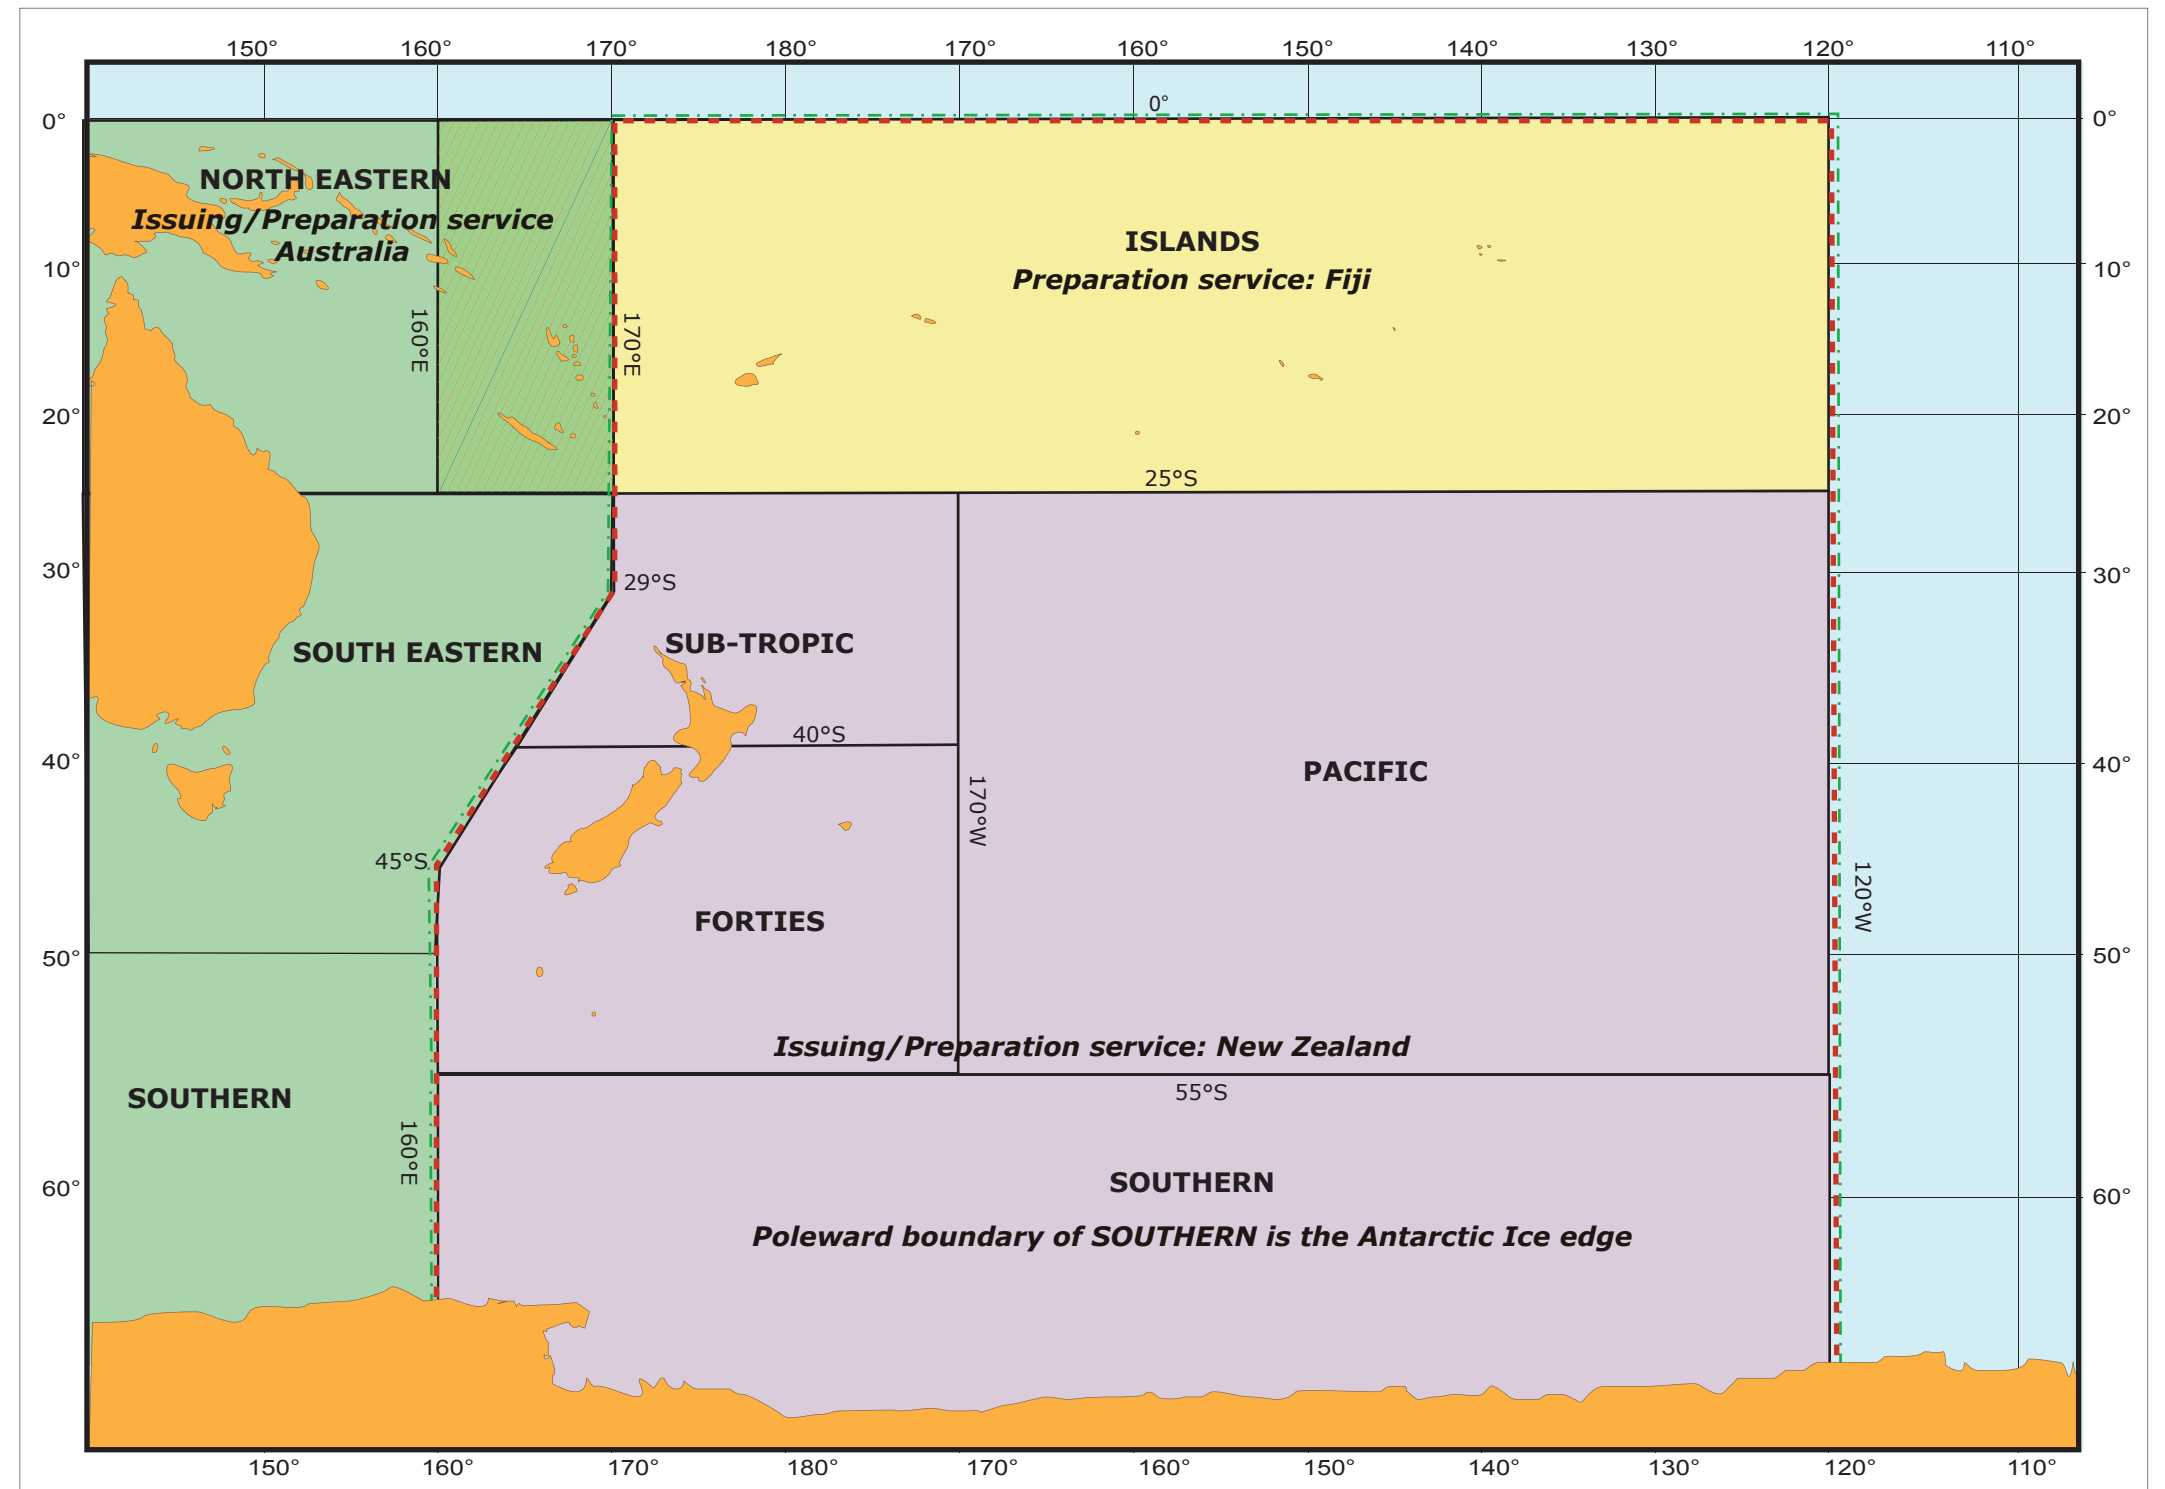 150° 160° 170° 180° 170° 160° 150° 140° 130° 120° 110°
0°
0° 0°
NORTH EASTERN
Issuing/Preparation service
Australia
ISLANDS
Preparation service: Fiji
10° 10°
160°E
170°E
20° 20°
25°S
30° 30°
29°S
SOUTH EASTERN
SUB-TROPIC
40°S
40° 40°
PACIFIC
170°W
45°S
120°W
FORTIES
50° 50°
Issuing/Preparation service: New Zealand
55°S
SOUTHERN
160°E
60° 60°
SOUTHERN
Poleward boundary of SOUTHERN is the Antarctic Ice edge
150° 160° 170° 180° 170° 160° 150° 140° 130° 120° 110°